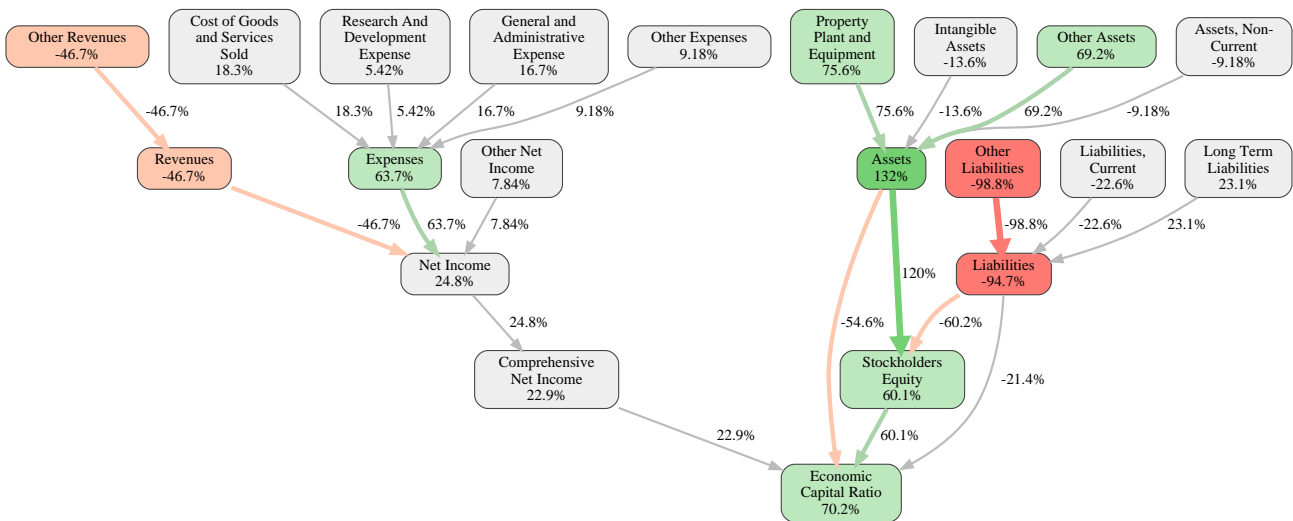 Other Revenues
-46.7%
Cost of Goods
and Services
Sold
18.3%
Research And
Development
Expense
5.42%
General and
Administrative
Expense
16.7%
Other Expenses
9.18%
Property
Plant and
Equipment
75.6%
Intangible
Assets
-13.6%
Other Assets
69.2%
Assets, Non-
Current
-9.18%
-46.7%
18.3%
5.42%
16.7%
9.18%
75.6%
-13.6%
69.2%
-9.18%
Revenues
-46.7%
Expenses
63.7%
Other Net
Income
7.84%
Assets
132%
Other
Liabilities
-98.8%
Liabilities,
Current
-22.6%
Long Term
Liabilities
23.1%
-46.7%
63.7%
7.84%
-98.8%
-22.6%
23.1%
Net Income
24.8%
120%
Liabilities
-94.7%
24.8%
-54.6%
-60.2%
Comprehensive
Net Income
22.9%
Stockholders
Equity
60.1%
-21.4%
22.9%
60.1%
Economic
Capital Ratio
70.2%